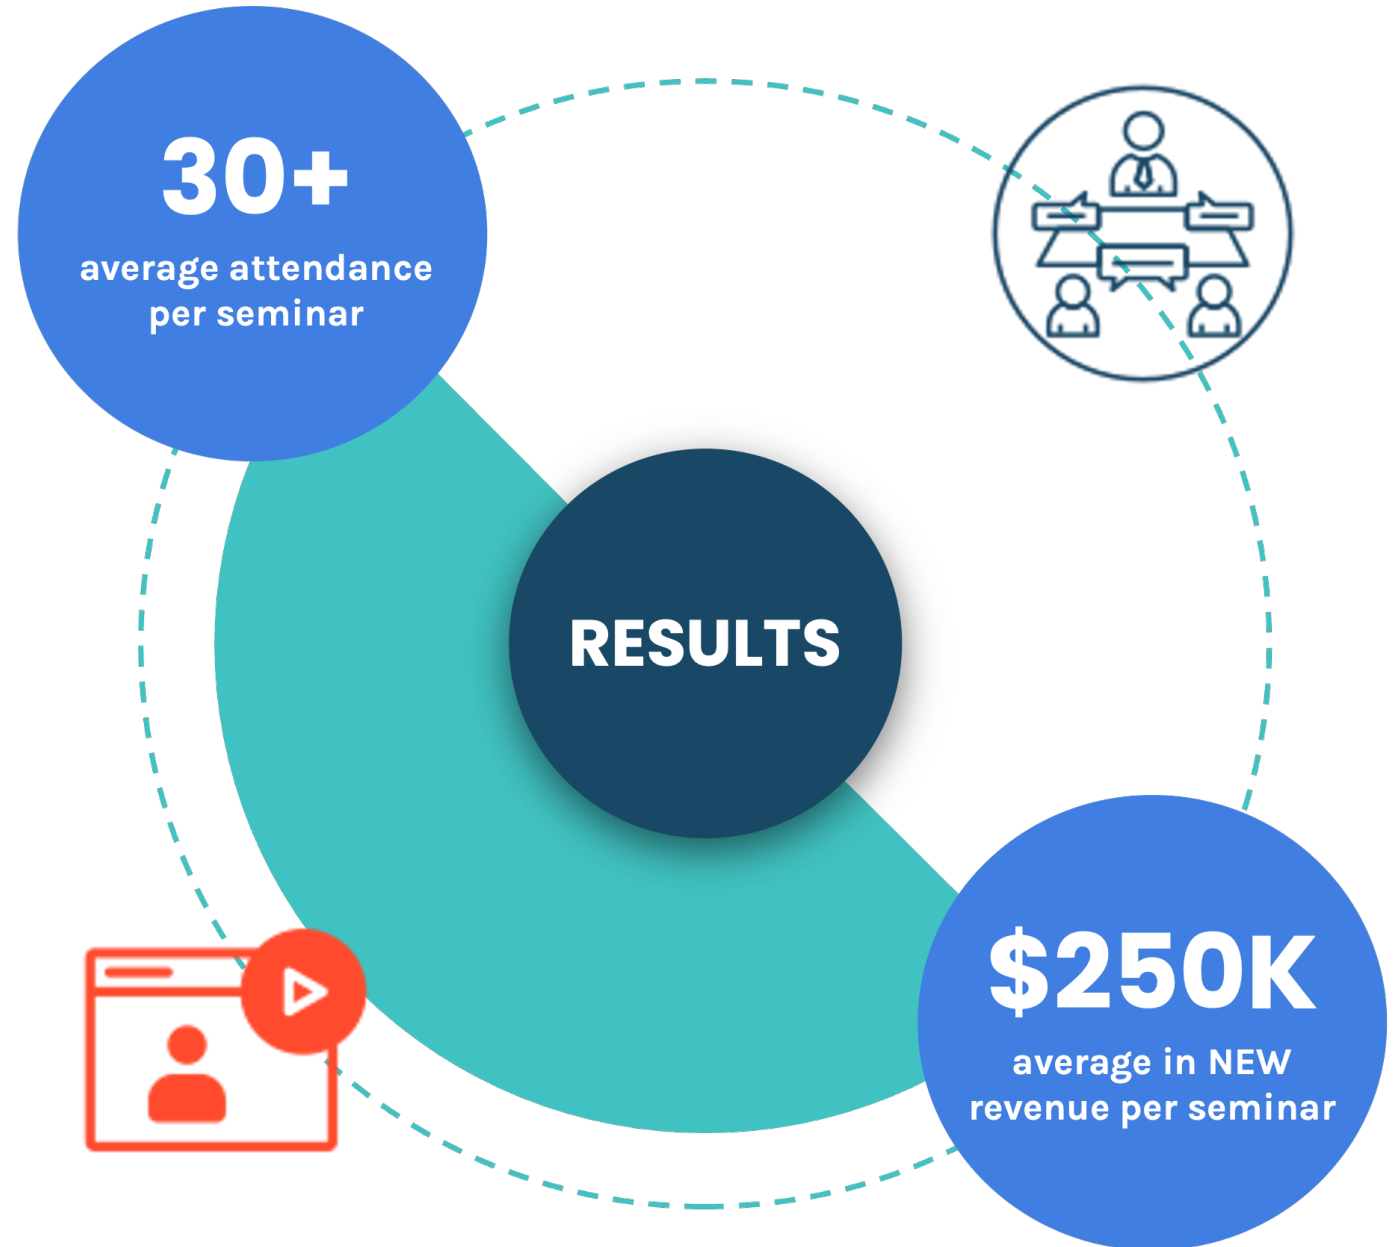 30+
average attendance
per seminar
RESULTS
$250K
average in NEW
revenue per seminar